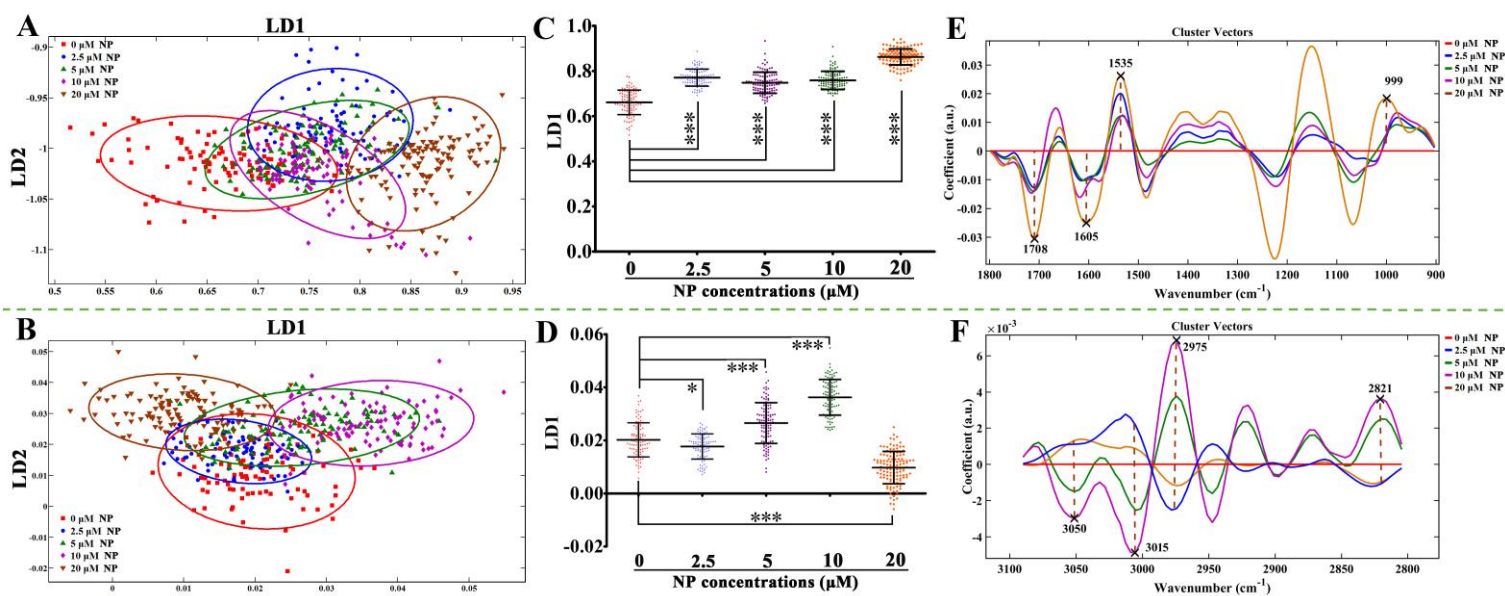 A
LD1
0 μM NP
2.5 μM NP
5 μM NP
10 μM NP
20 μM NP
LD2
-0.9
-0.95
-1
-1.05
-1.1
0.5 0.55 0.6 0.65 0.7 0.75 0.8 0.85 0.9 0.95
C
LD1
1.0
0.8
0.6
0.4
0.2
0.0
*** *** *** ***
0 2.5 5 10 20
NP concentrations (μM)
E
Cluster Vectors
0 μM NP
2.5 μM NP
5 μM NP
10 μM NP
20 μM NP
Coefficient (a.u.)
0.03
0.02
0.01
0
-0.01
-0.02
-0.03
1535
999
1605
1708
1800 1700 1600 1500 1400 1300 1200 1100 1000 900
Wavenumber (cm⁻¹)
B
LD1
LD2
0.05
0.04
0.03
0.02
0.01
0
-0.01
-0.02
0 μM NP
2.5 μM NP
5 μM NP
10 μM NP
20 μM NP
0 0.01 0.02 0.03 0.04 0.05
D
LD1
0.06
0.04
0.02
0.00
-0.02
***
***
*
***
0 2.5 5 10 20
NP concentrations (μM)
F
×10⁻³
Cluster Vectors
0 μM NP
2.5 μM NP
5 μM NP
10 μM NP
20 μM NP
Coefficient (a.u.)
6
4
2
0
-2
-4
2975
2821
3050
3015
3100 3050 3000 2950 2900 2850 2800
Wavenumber (cm⁻¹)